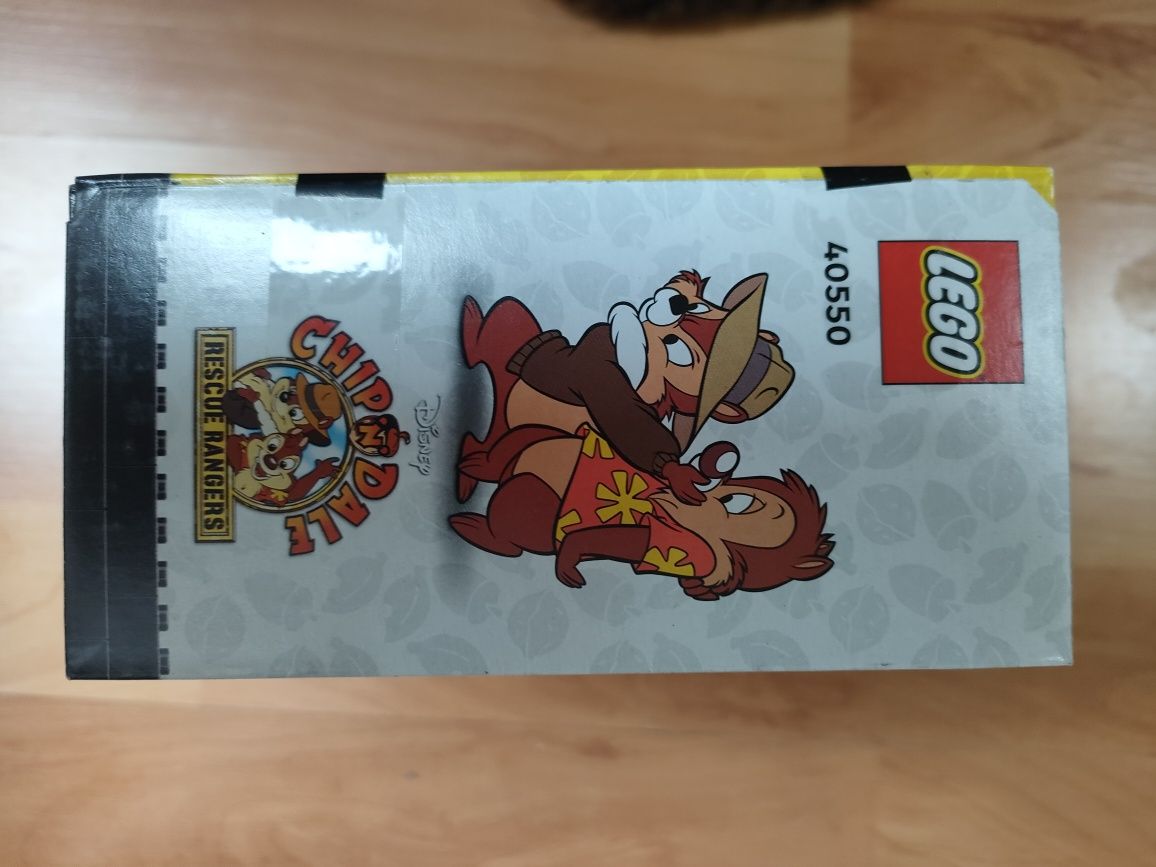 LEGO
40550
Disney
CHIP 'N' DALE
RESCUE RANGERS